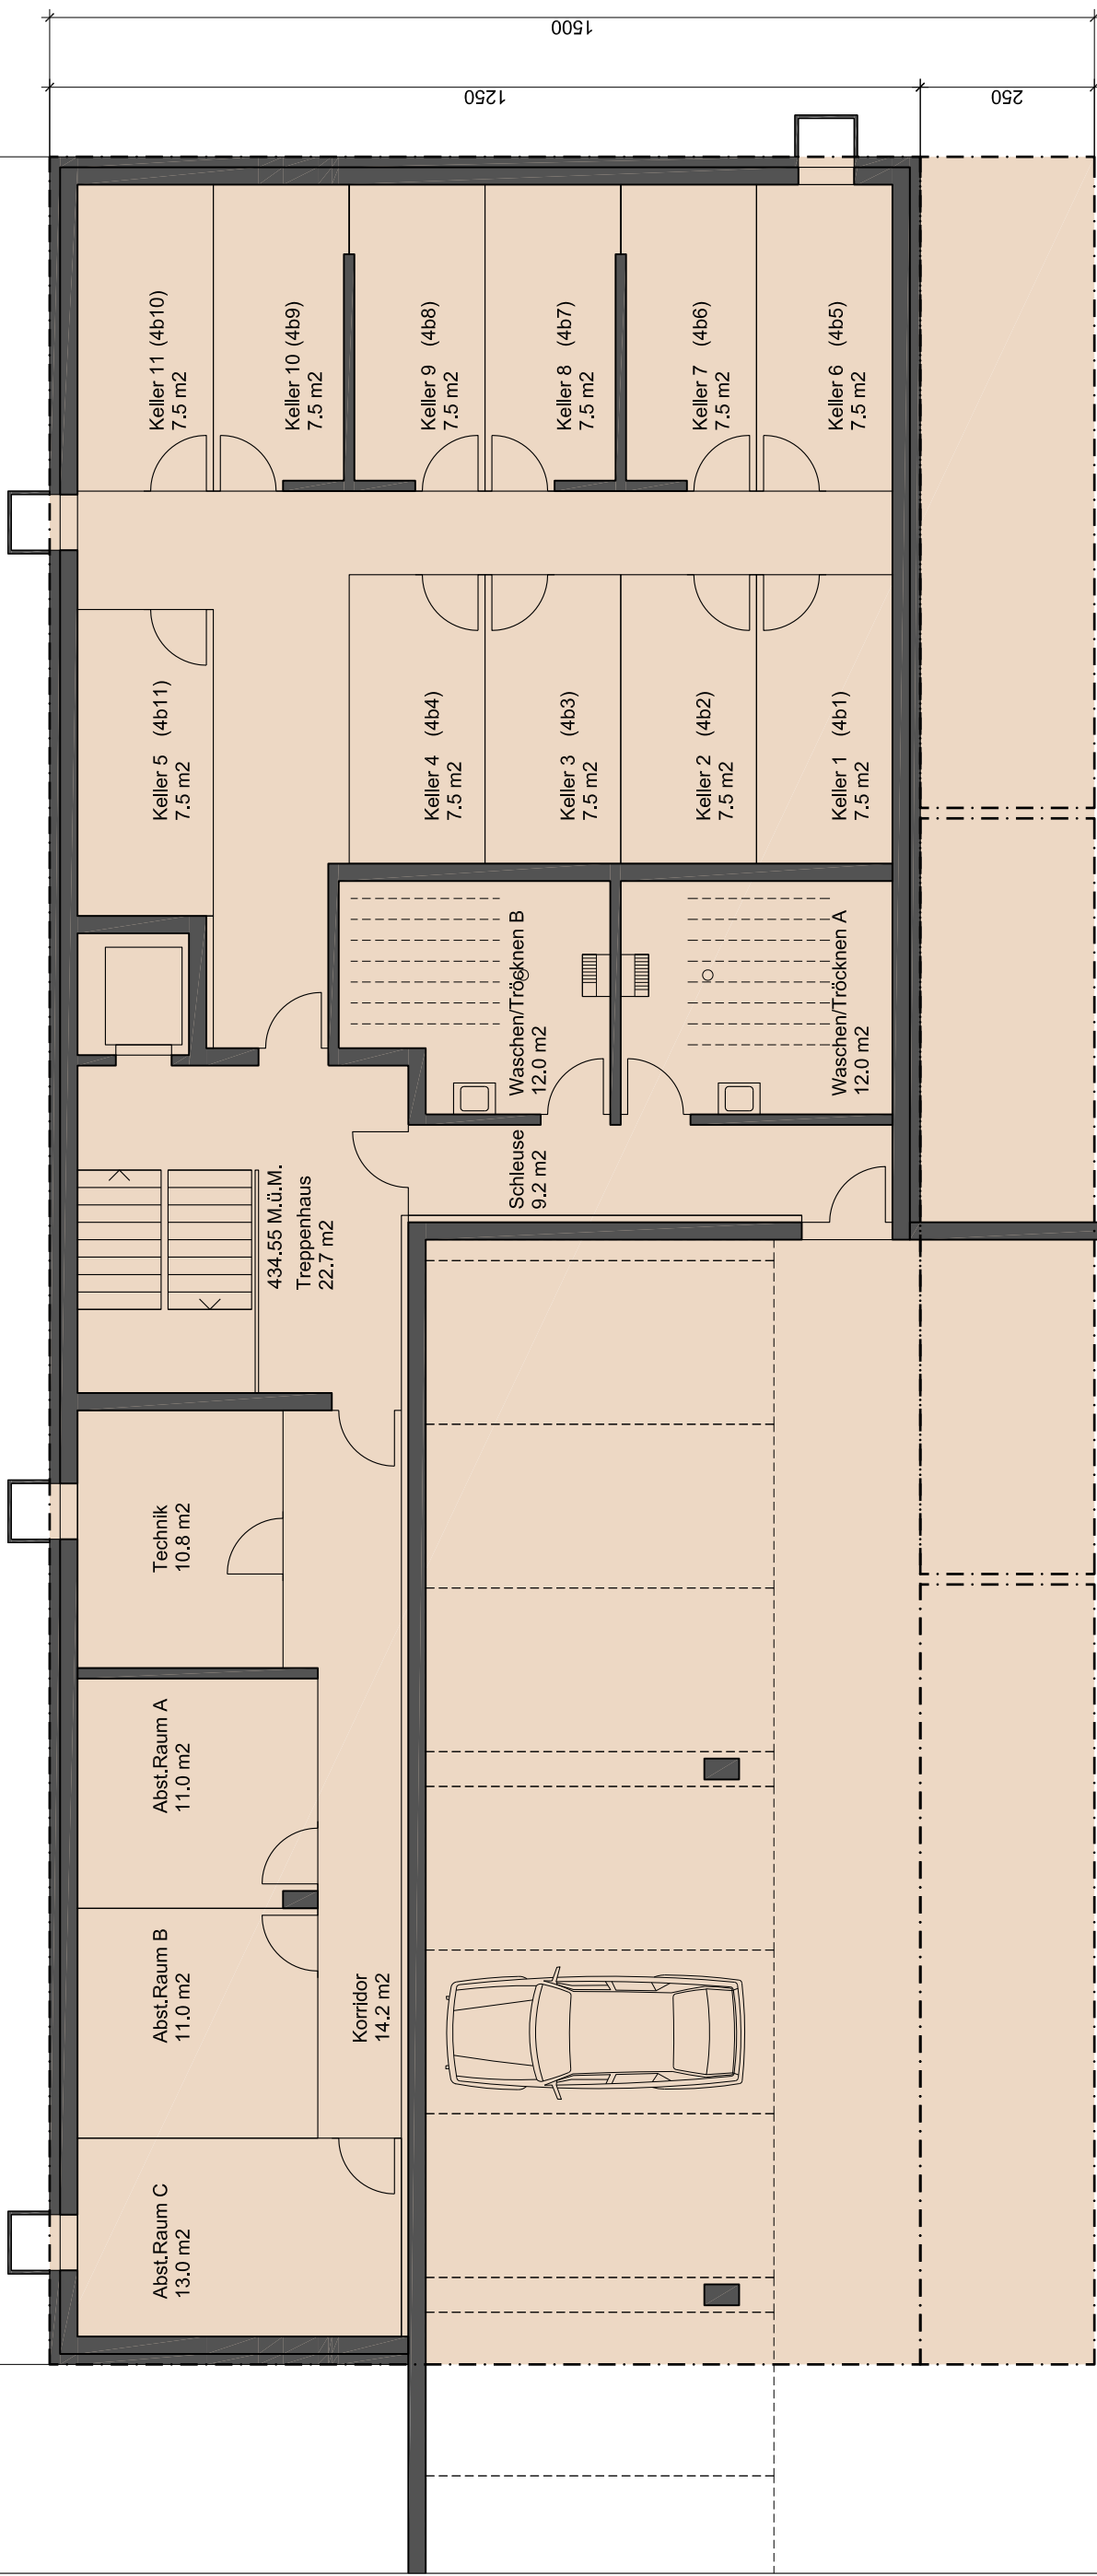 1500
1250
250
Keller 11 (4b10)
7.5 m2
Keller 10 (4b9)
7.5 m2
Keller 9 (4b8)
7.5 m2
Keller 8 (4b7)
7.5 m2
Keller 7 (4b6)
7.5 m2
Keller 6 (4b5)
7.5 m2
Keller 5 (4b11)
7.5 m2
Keller 4 (4b4)
7.5 m2
Keller 3 (4b3)
7.5 m2
Keller 2 (4b2)
7.5 m2
Keller 1 (4b1)
7.5 m2
Waschen/Tröcknen B
12.0 m2
Waschen/Tröcknen A
12.0 m2
Schleuse
9.2 m2
434.55 M.ü.M.
Treppenhaus
22.7 m2
Technik
10.8 m2
Abst.Raum A
11.0 m2
Abst.Raum B
11.0 m2
Korridor
14.2 m2
Abst.Raum C
13.0 m2